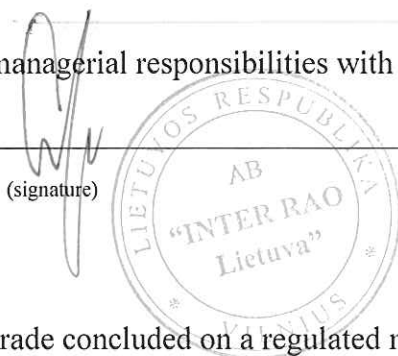 managerial responsibilities with
(signature)
LIETUVOS RESPUBLIKA
AB
“INTER RAO
Lietuva”
* VILNIUS *
rade concluded on a regulated